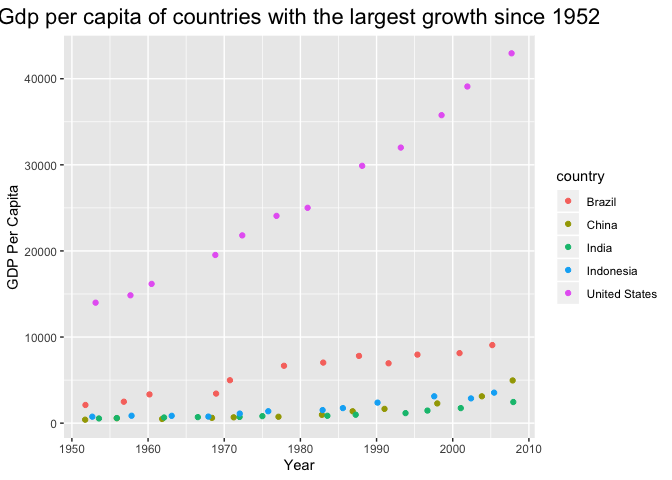 Gdp per capita of countries with the largest growth since 1952
GDP Per Capita
40000
30000
20000
10000
0
1950 1960 1970 1980 1990 2000 2010
Year
country
Brazil
China
India
Indonesia
United States